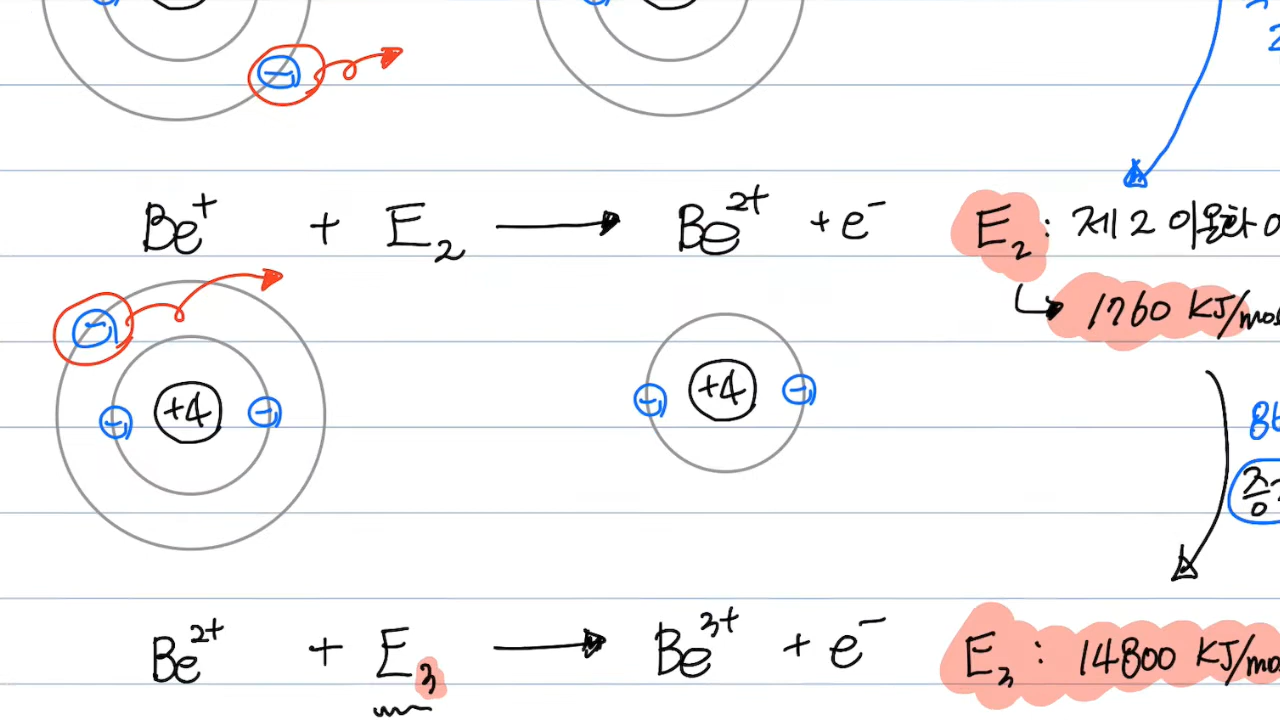 Be⁺ + E₂ → Be²⁺ + e⁻ E₂ : 제 2 이온화
1760 KJ/mol
+4
+4
Be²⁺ + E₃ → Be³⁺ + e⁻ E₃ : 14800 KJ/mo